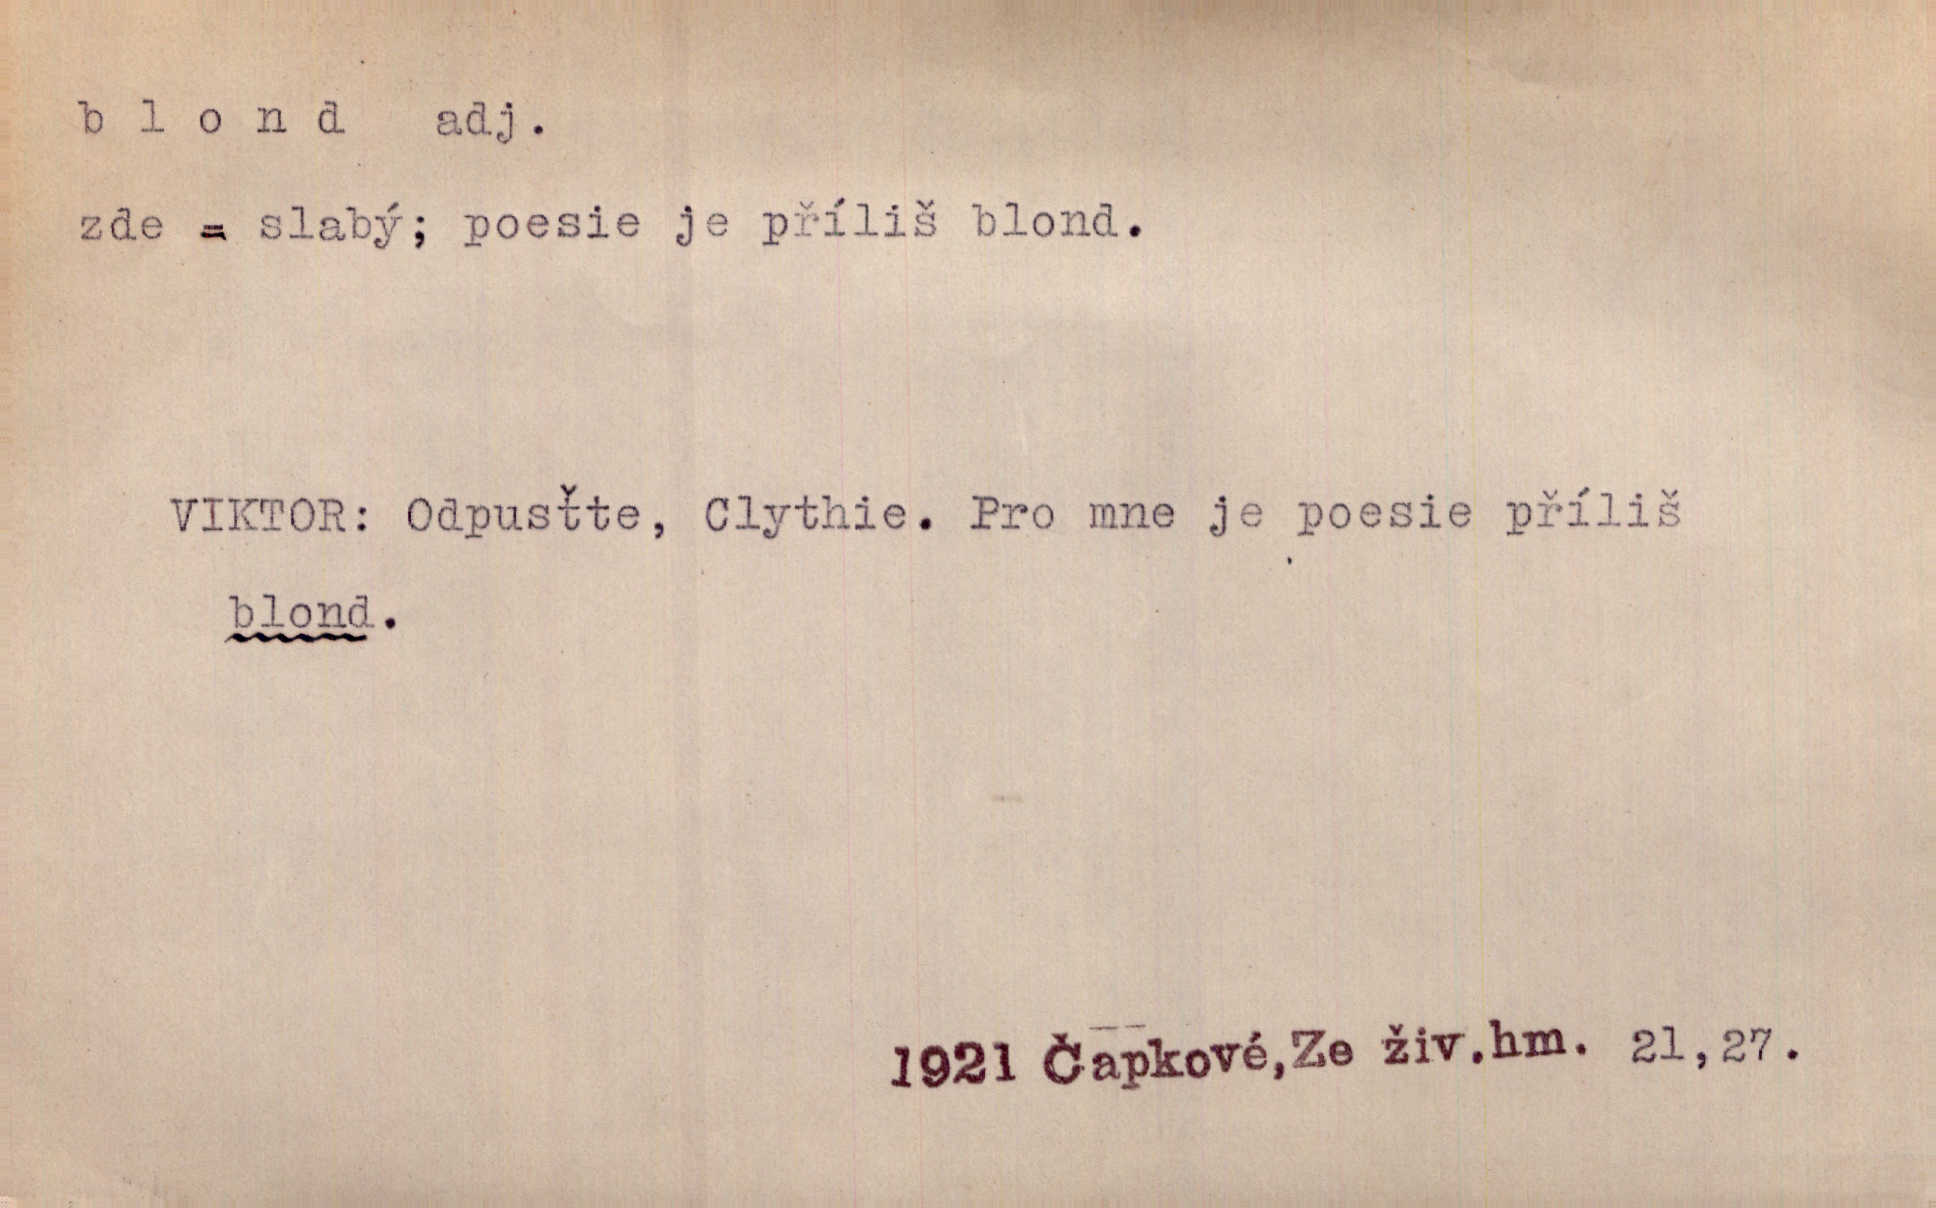 b l o n d adj.
zde = slabý; poesie je příliš blond.
VIKTOR: Odpusťte, Clythie. Pro mne je poesie příliš
blond.
1921 Čapkové,Ze živ.hm. 21,27.